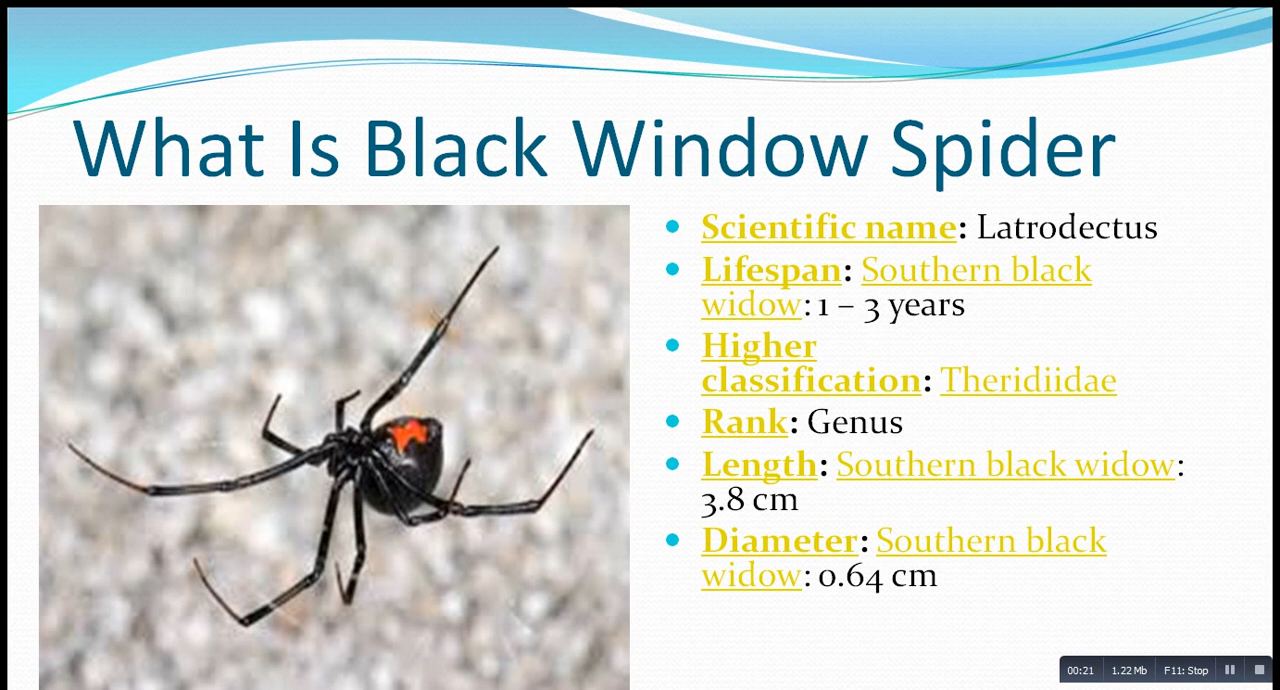 What Is Black Window Spider
Scientific name: Latrodectus
Lifespan: Southern black
widow: 1 – 3 years
Higher
classification: Theridiidae
Rank: Genus
Length: Southern black widow:
3.8 cm
Diameter: Southern black
widow: 0.64 cm
00:21 1.22 Mb F11: Stop